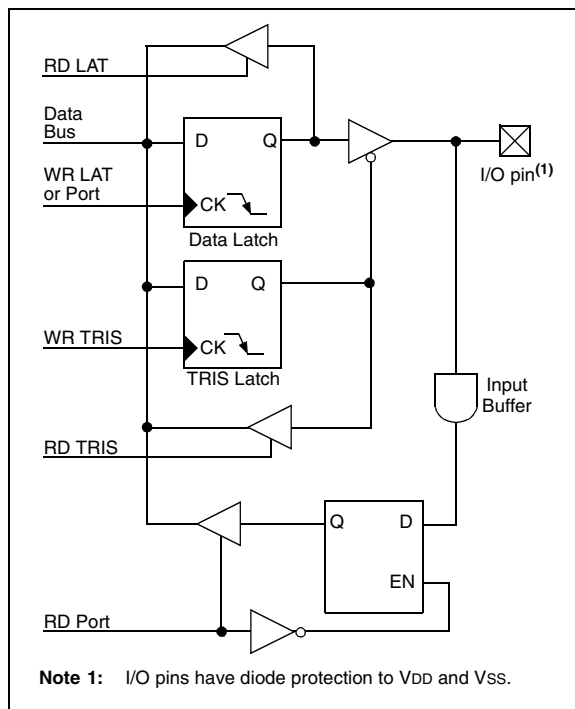 RD LAT
Data
Bus
D Q
I/O pin(1)
WR LAT
or Port
CK
Data Latch
D Q
WR TRIS
CK
TRIS Latch
Input
Buffer
RD TRIS
Q D
EN
RD Port
Note 1: I/O pins have diode protection to VDD and VSS.